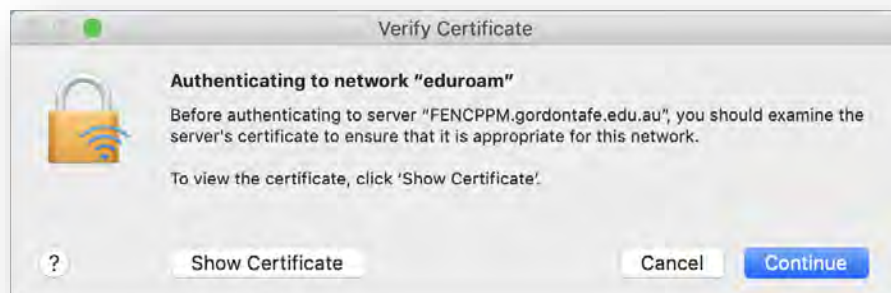 Verify Certificate
Authenticating to network “eduroam”
Before authenticating to server “FENCPPM.gordontafe.edu.au”, you should examine the
server’s certificate to ensure that it is appropriate for this network.
To view the certificate, click ‘Show Certificate’.
? Show Certificate Cancel Continue